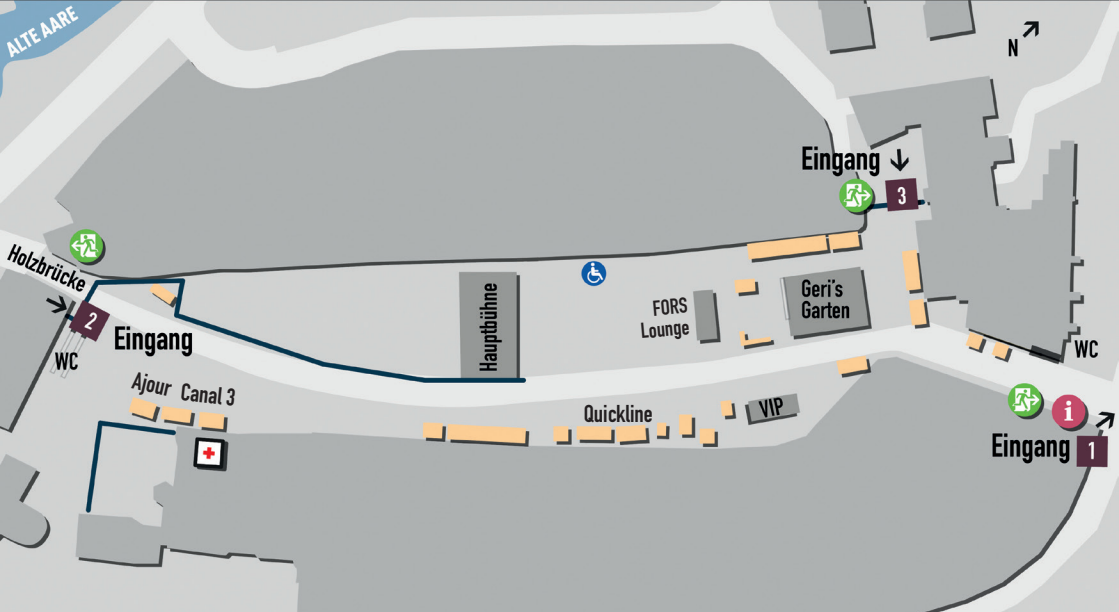 ALTE AARE
N
Eingang
3
Holzbrücke
2
Eingang
WC
Hauptbühne
FORS
Lounge
Geri's
Garten
WC
Ajour Canal 3
Quickline
VIP
i
Eingang 1